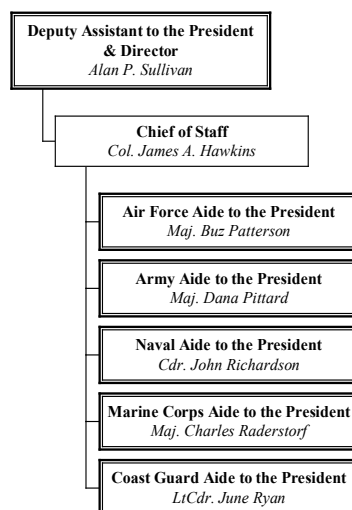 Deputy Assistant to the President
& Director
Alan P. Sullivan
Chief of Staff
Col. James A. Hawkins
Air Force Aide to the President
Maj. Buz Patterson
Army Aide to the President
Maj. Dana Pittard
Naval Aide to the President
Cdr. John Richardson
Marine Corps Aide to the President
Maj. Charles Raderstorf
Coast Guard Aide to the President
LtCdr. June Ryan